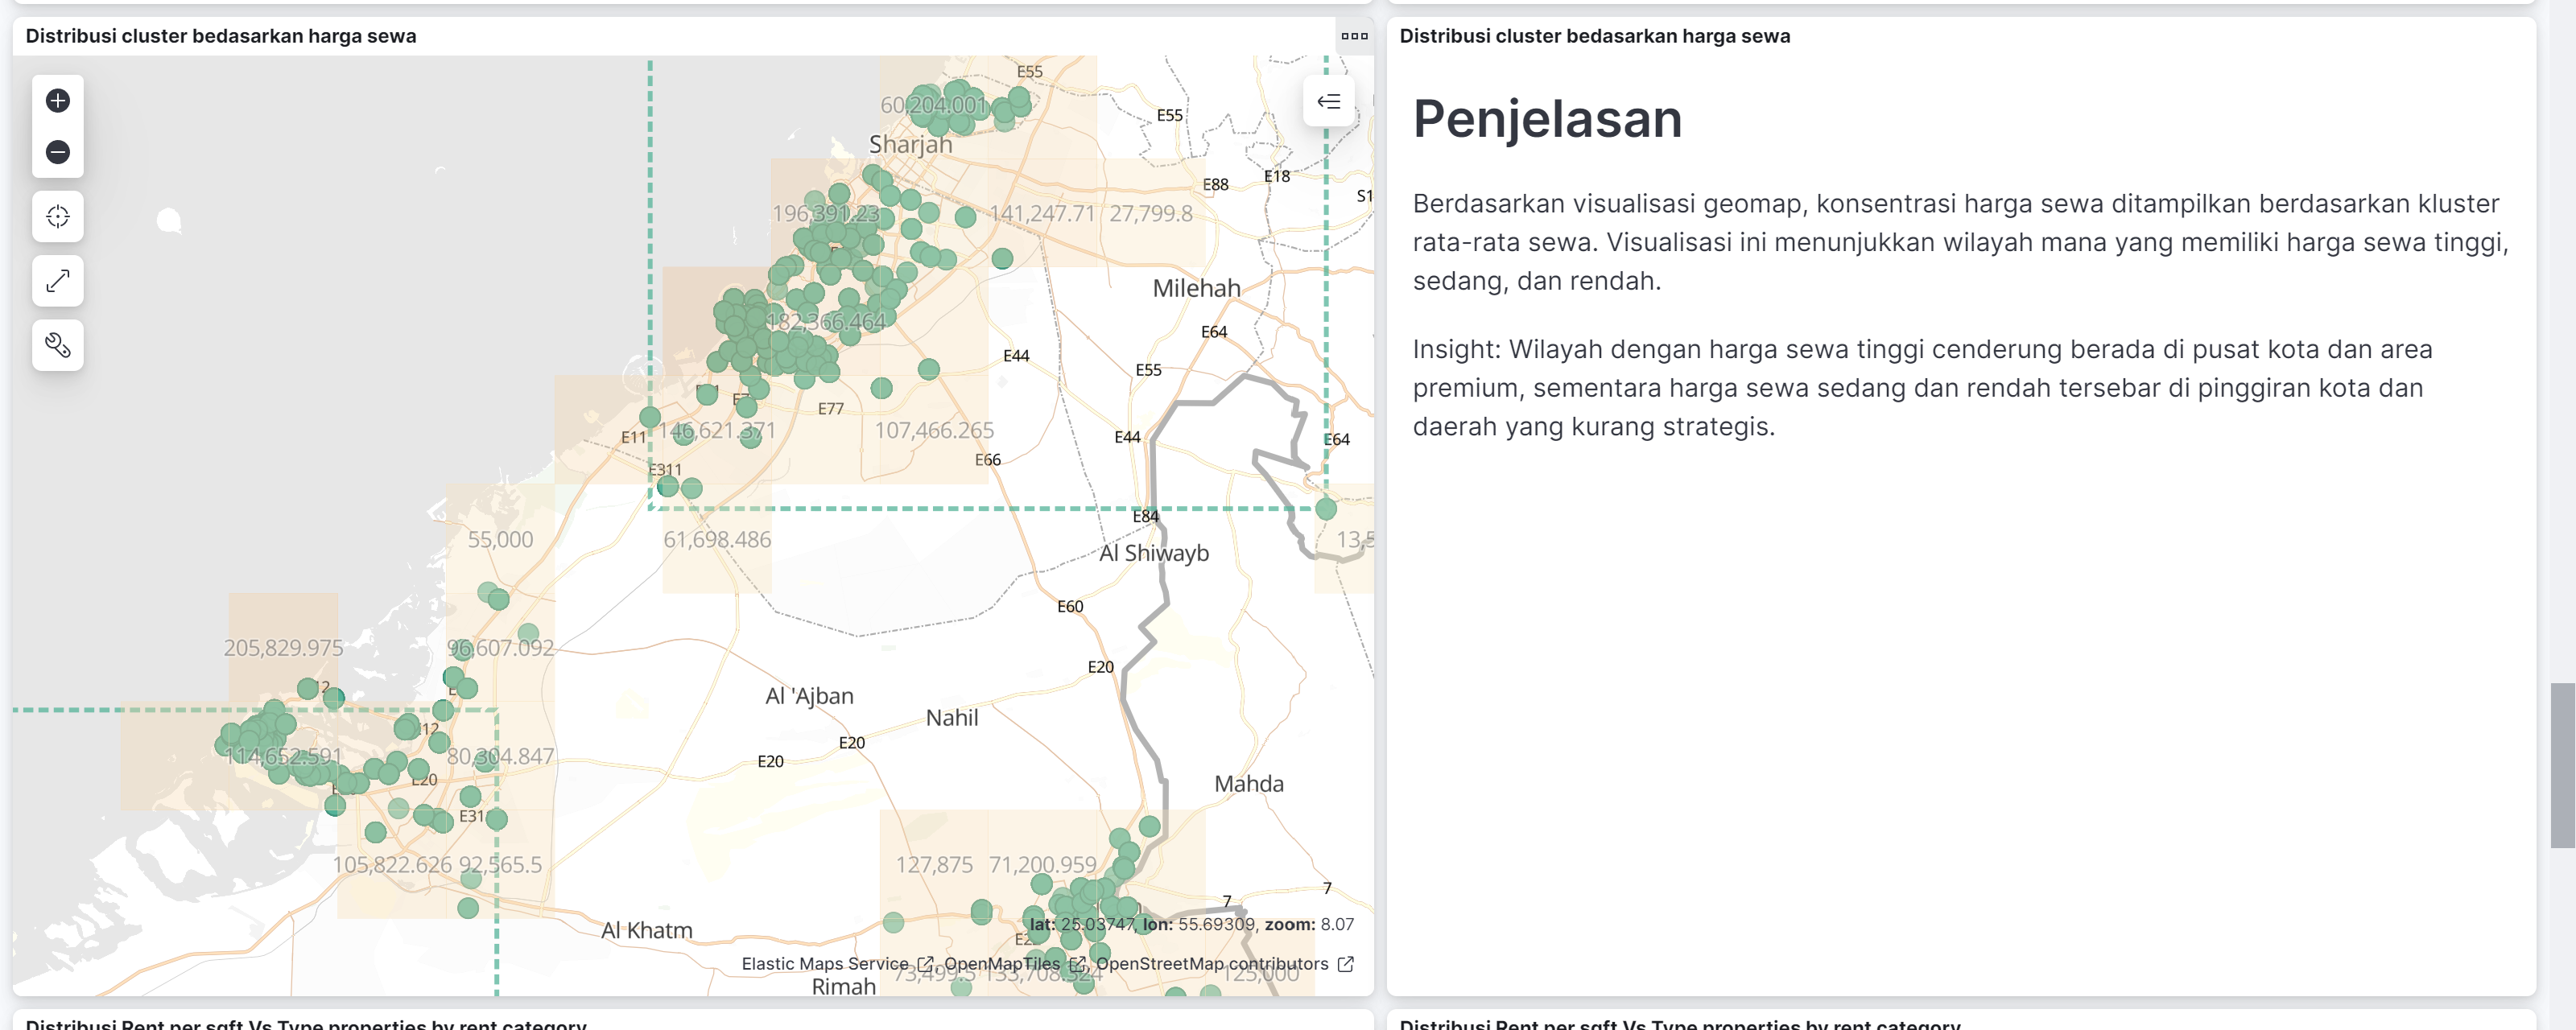 Distribusi cluster bedasarkan harga sewa
E55
60,204.001
E55
Sharjah
E88
E18
196,391.23
141,247.71
27,799.8
Milehah
182,366.464
E64
E44
E55
E77
E11
146,621.371
107,466.265
E44
E64
E66
E311
E84
55,000
61,698.486
Al Shiwayb
E60
205,829.975
96,607.092
E20
Al 'Ajban
Nahil
E20
114,652.591
80,304.847
E20
E20
Mahda
105,822.626
92,565.5
127,875
71,200.959
7
7
Al Khatm
lat: 25.03747, lon: 55.69309, zoom: 8.07
Elastic Maps Service , OpenMapTiles , OpenStreetMap contributors
73,499.5
133,708.524
125,000
Rimah
Distribusi Rent per sqft Vs Type properties by rent category
Distribusi cluster bedasarkan harga sewa
Penjelasan
Berdasarkan visualisasi geomap, konsentrasi harga sewa ditampilkan berdasarkan kluster
rata-rata sewa. Visualisasi ini menunjukkan wilayah mana yang memiliki harga sewa tinggi,
sedang, dan rendah.
Insight: Wilayah dengan harga sewa tinggi cenderung berada di pusat kota dan area
premium, sementara harga sewa sedang dan rendah tersebar di pinggiran kota dan
daerah yang kurang strategis.
Distribusi Rent per sqft Vs Type properties by rent category